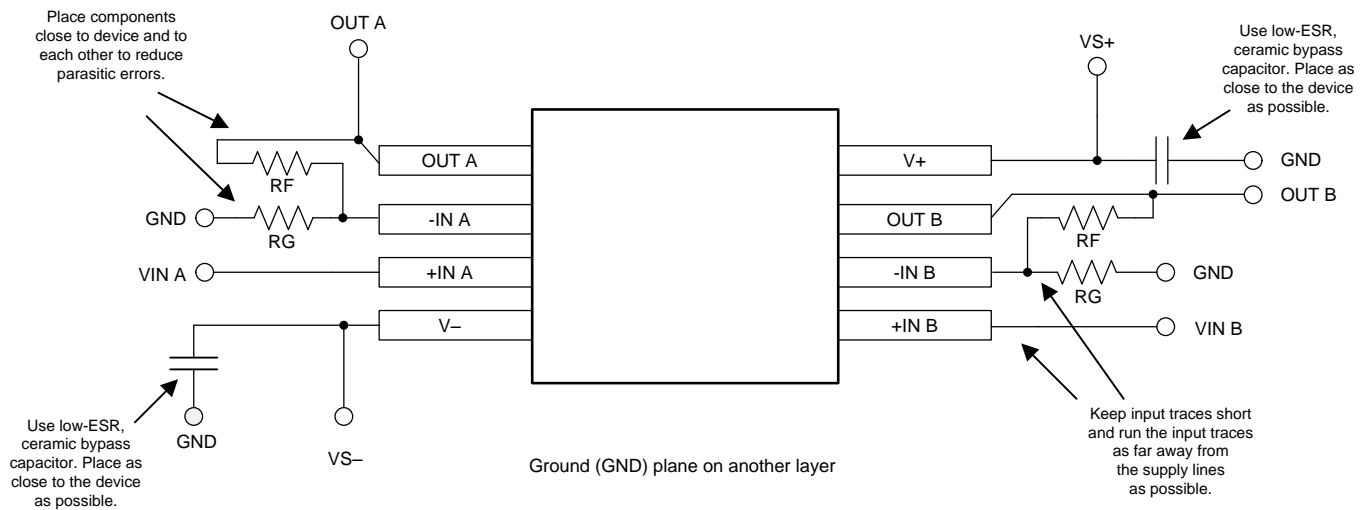 Place components
close to device and to
each other to reduce
parasitic errors.
OUT A
VS+
Use low-ESR,
ceramic bypass
capacitor. Place as
close to the device
as possible.
OUT A
V+
GND
RF
OUT B
GND
RG
-IN A
OUT B
RF
VIN A
+IN A
-IN B
GND
RG
V–
+IN B
VIN B
Use low-ESR,
ceramic bypass
capacitor. Place as
close to the device
as possible.
GND
VS–
Ground (GND) plane on another layer
Keep input traces short
and run the input traces
as far away from
the supply lines
as possible.